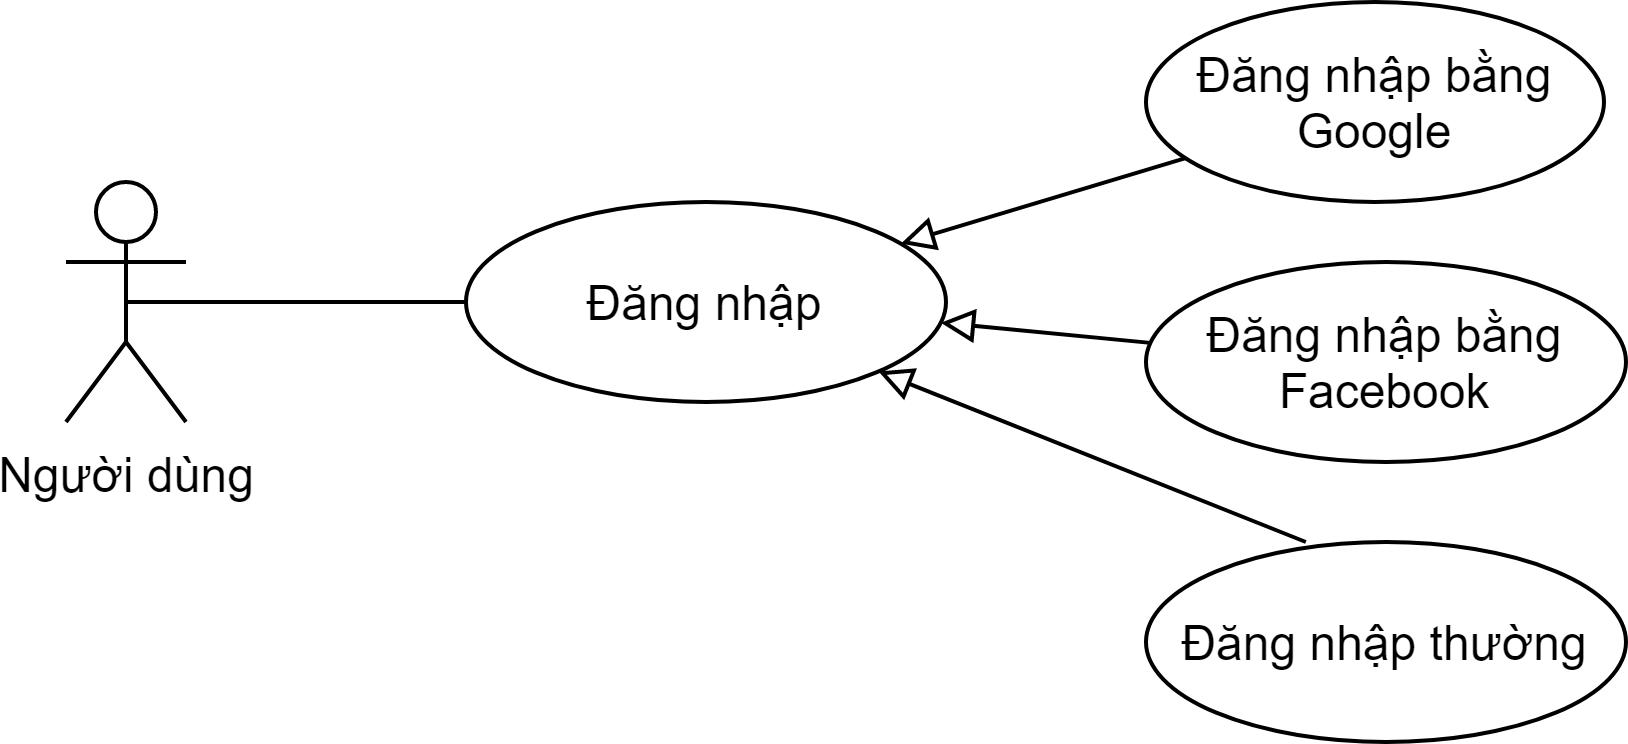 Đăng nhập bằng
Google
Đăng nhập
Đăng nhập bằng
Facebook
Người dùng
Đăng nhập thường